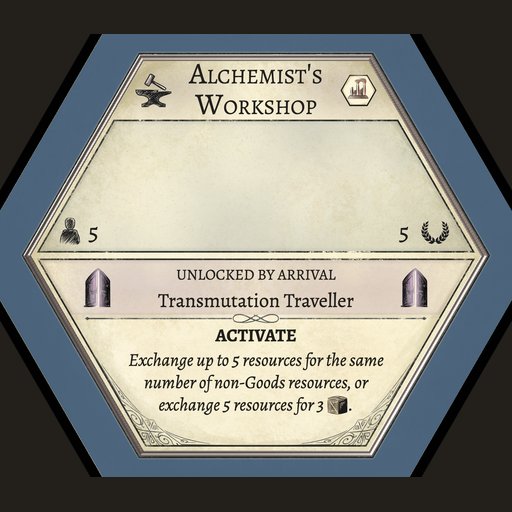 ALCHEMIST'S
WORKSHOP
5
5
UNLOCKED BY ARRIVAL
Transmutation Traveller
ACTIVATE
Exchange up to 5 resources for the same
number of non-Goods resources, or
exchange 5 resources for 3 .